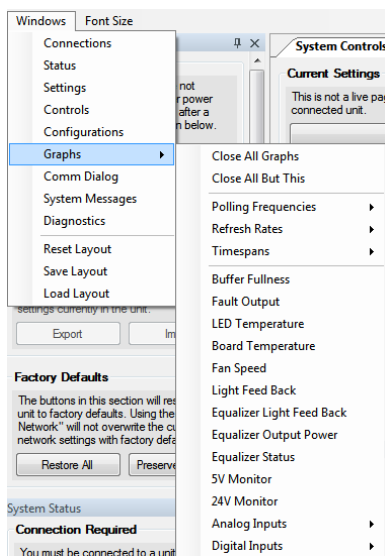 Windows Font Size
Connections
Status
Settings
Controls
Configurations
Graphs
Comm Dialog
System Messages
Diagnostics
Reset Layout
Save Layout
Load Layout
not
r power
after a
n below.
System Controls
Current Settings
This is not a live pa
connected unit.
Close All Graphs
Close All But This
Polling Frequencies
Refresh Rates
Timespans
Buffer Fullness
Fault Output
LED Temperature
Board Temperature
Fan Speed
Light Feed Back
Equalizer Light Feed Back
Equalizer Output Power
Equalizer Status
5V Monitor
24V Monitor
Analog Inputs
Digital Inputs
settings currently in the unit.
Export Im
Factory Defaults
The buttons in this section will res
unit to factory defaults. Using the
Network" will not overwrite the cu
network settings with factory defa
Restore All Preserve
System Status
Connection Required
You must be connected to a unit